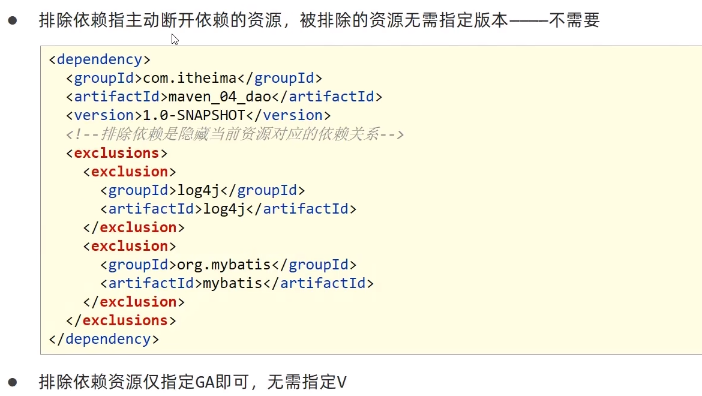 ● 排除依赖指主动断开依赖的资源，被排除的资源无需指定版本————不需要
<dependency>
  <groupId>com.itheima</groupId>
  <artifactId>maven_04_dao</artifactId>
  <version>1.0-SNAPSHOT</version>
  <!--排除依赖是隐藏当前资源对应的依赖关系-->
  <exclusions>
    <exclusion>
      <groupId>log4j</groupId>
      <artifactId>log4j</artifactId>
    </exclusion>
    <exclusion>
      <groupId>org.mybatis</groupId>
      <artifactId>mybatis</artifactId>
    </exclusion>
  </exclusions>
</dependency>
● 排除依赖资源仅指定GA即可，无需指定V